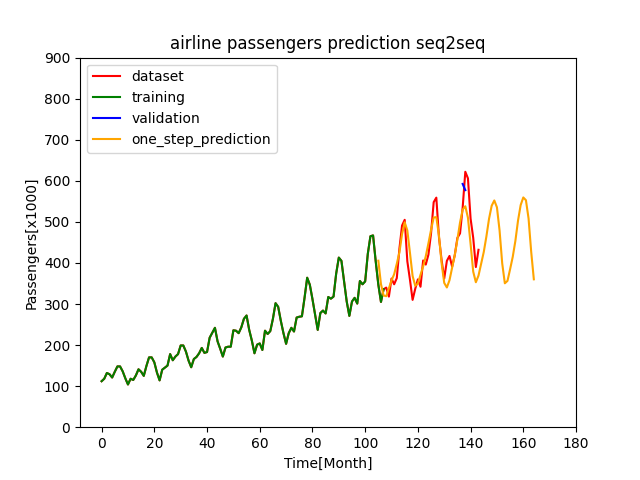 airline passengers prediction seq2seq
dataset
training
validation
one_step_prediction
Passengers[x1000]
900
800
700
600
500
400
300
200
100
0
0 20 40 60 80 100 120 140 160 180
Time[Month]